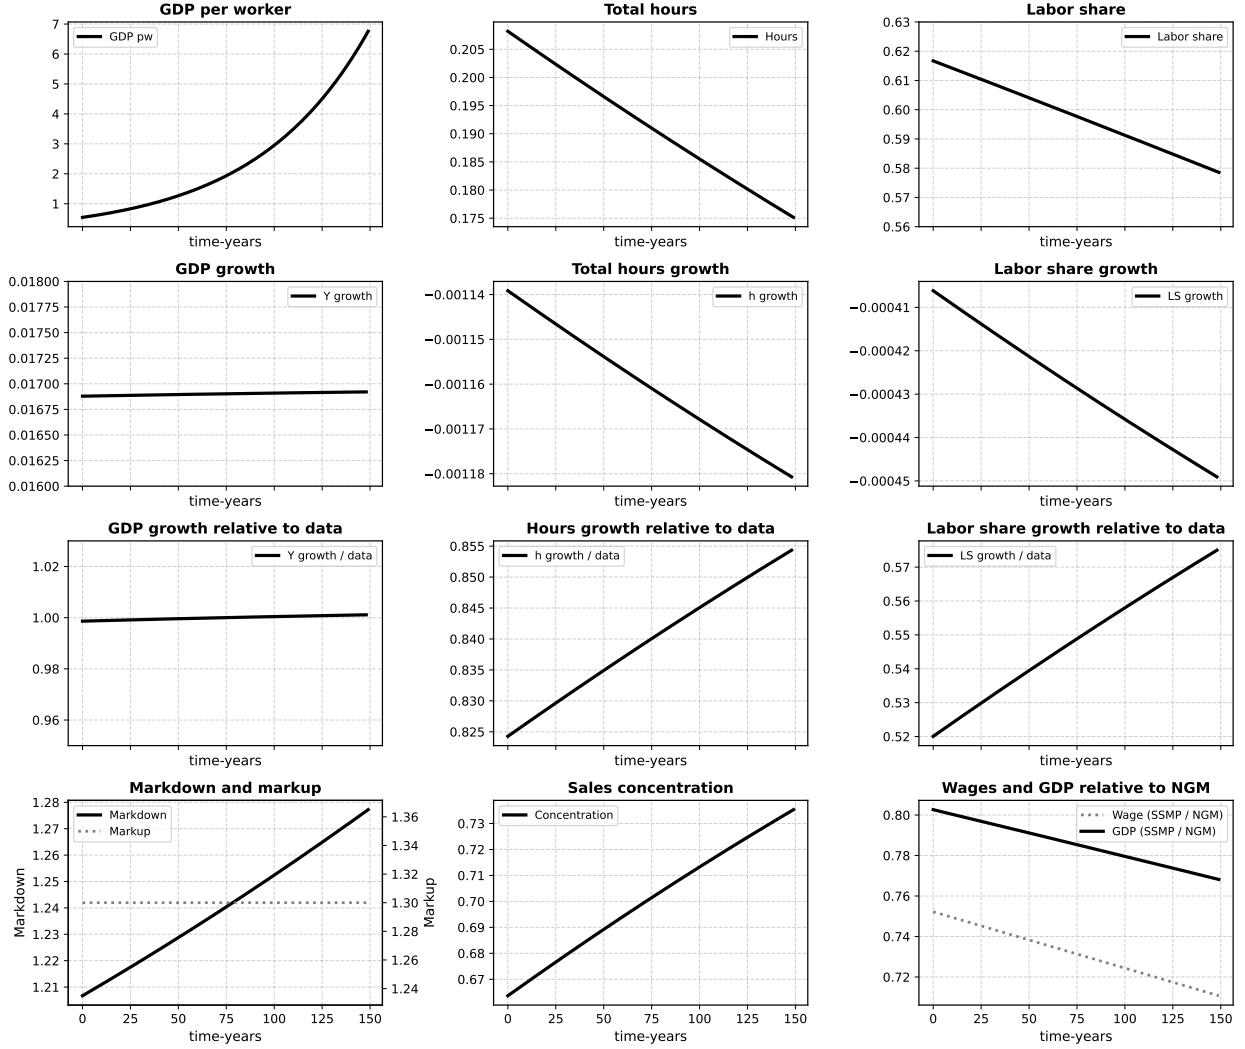 GDP per worker
7
6
5
4
3
2
1
GDP pw
time-years
Total hours
0.205
0.200
0.195
0.190
0.185
0.180
0.175
Hours
time-years
Labor share
0.63
0.62
0.61
0.60
0.59
0.58
0.57
0.56
Labor share
time-years
GDP growth
0.01800
0.01775
0.01750
0.01725
0.01700
0.01675
0.01650
0.01625
0.01600
Y growth
time-years
Total hours growth
−0.00114
−0.00115
−0.00116
−0.00117
−0.00118
h growth
time-years
Labor share growth
−0.00041
−0.00042
−0.00043
−0.00044
−0.00045
LS growth
time-years
GDP growth relative to data
1.02
1.00
0.98
0.96
Y growth / data
time-years
Hours growth relative to data
0.855
0.850
0.845
0.840
0.835
0.830
0.825
h growth / data
time-years
Labor share growth relative to data
0.57
0.56
0.55
0.54
0.53
0.52
LS growth / data
time-years
Markdown and markup
Markdown
1.28
1.27
1.26
1.25
1.24
1.23
1.22
1.21
Markdown
Markup
1.36
1.34
1.32
1.30
1.28
1.26
1.24
Markup
0 25 50 75 100 125 150
time-years
Sales concentration
0.73
0.72
0.71
0.70
0.69
0.68
0.67
Concentration
0 25 50 75 100 125 150
time-years
Wages and GDP relative to NGM
0.80
0.78
0.76
0.74
0.72
Wage (SSMP / NGM)
GDP (SSMP / NGM)
0 25 50 75 100 125 150
time-years